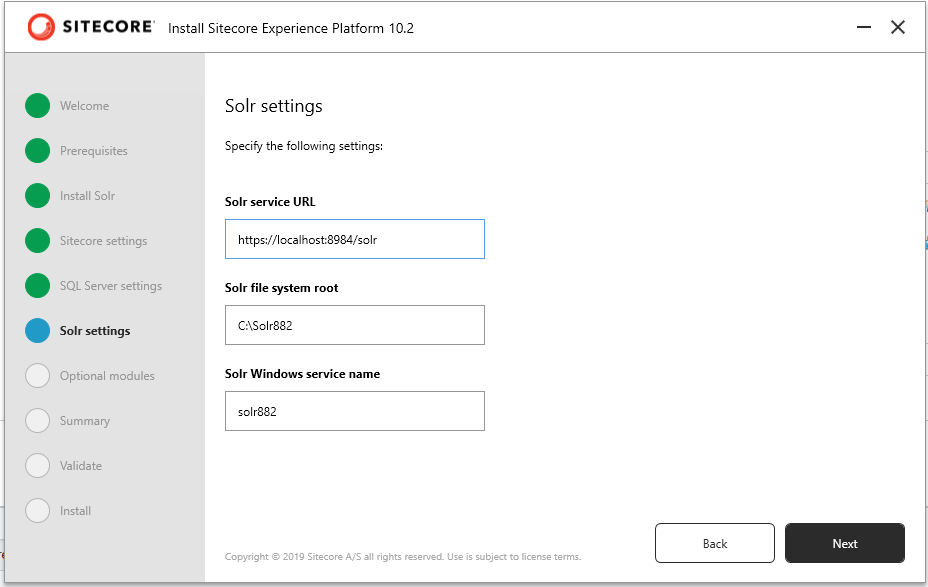 SITECORE Install Sitecore Experience Platform 10.2
Welcome
Prerequisites
Install Solr
Sitecore settings
SQL Server settings
Solr settings
Optional modules
Summary
Validate
Install
Solr settings
Specify the following settings:
Solr service URL
https://localhost:8984/solr
Solr file system root
C:\Solr882
Solr Windows service name
solr882
Copyright © 2019 Sitecore A/S all rights reserved. Use is subject to license terms.
Back
Next